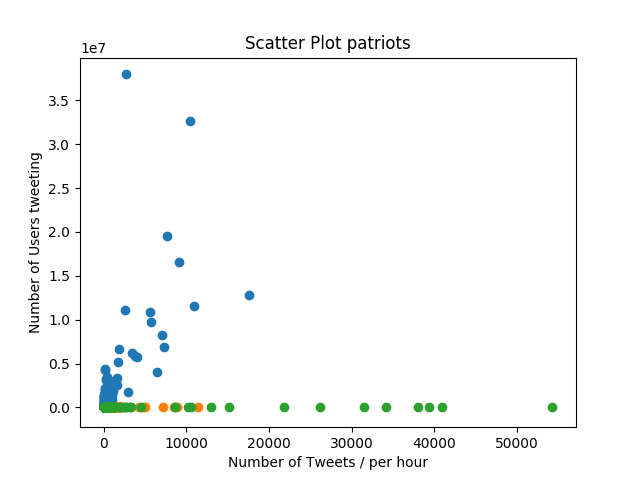 Scatter Plot patriots
1e7
3.5
3.0
2.5
2.0
1.5
1.0
0.5
0.0
Number of Users tweeting
0 10000 20000 30000 40000 50000
Number of Tweets / per hour